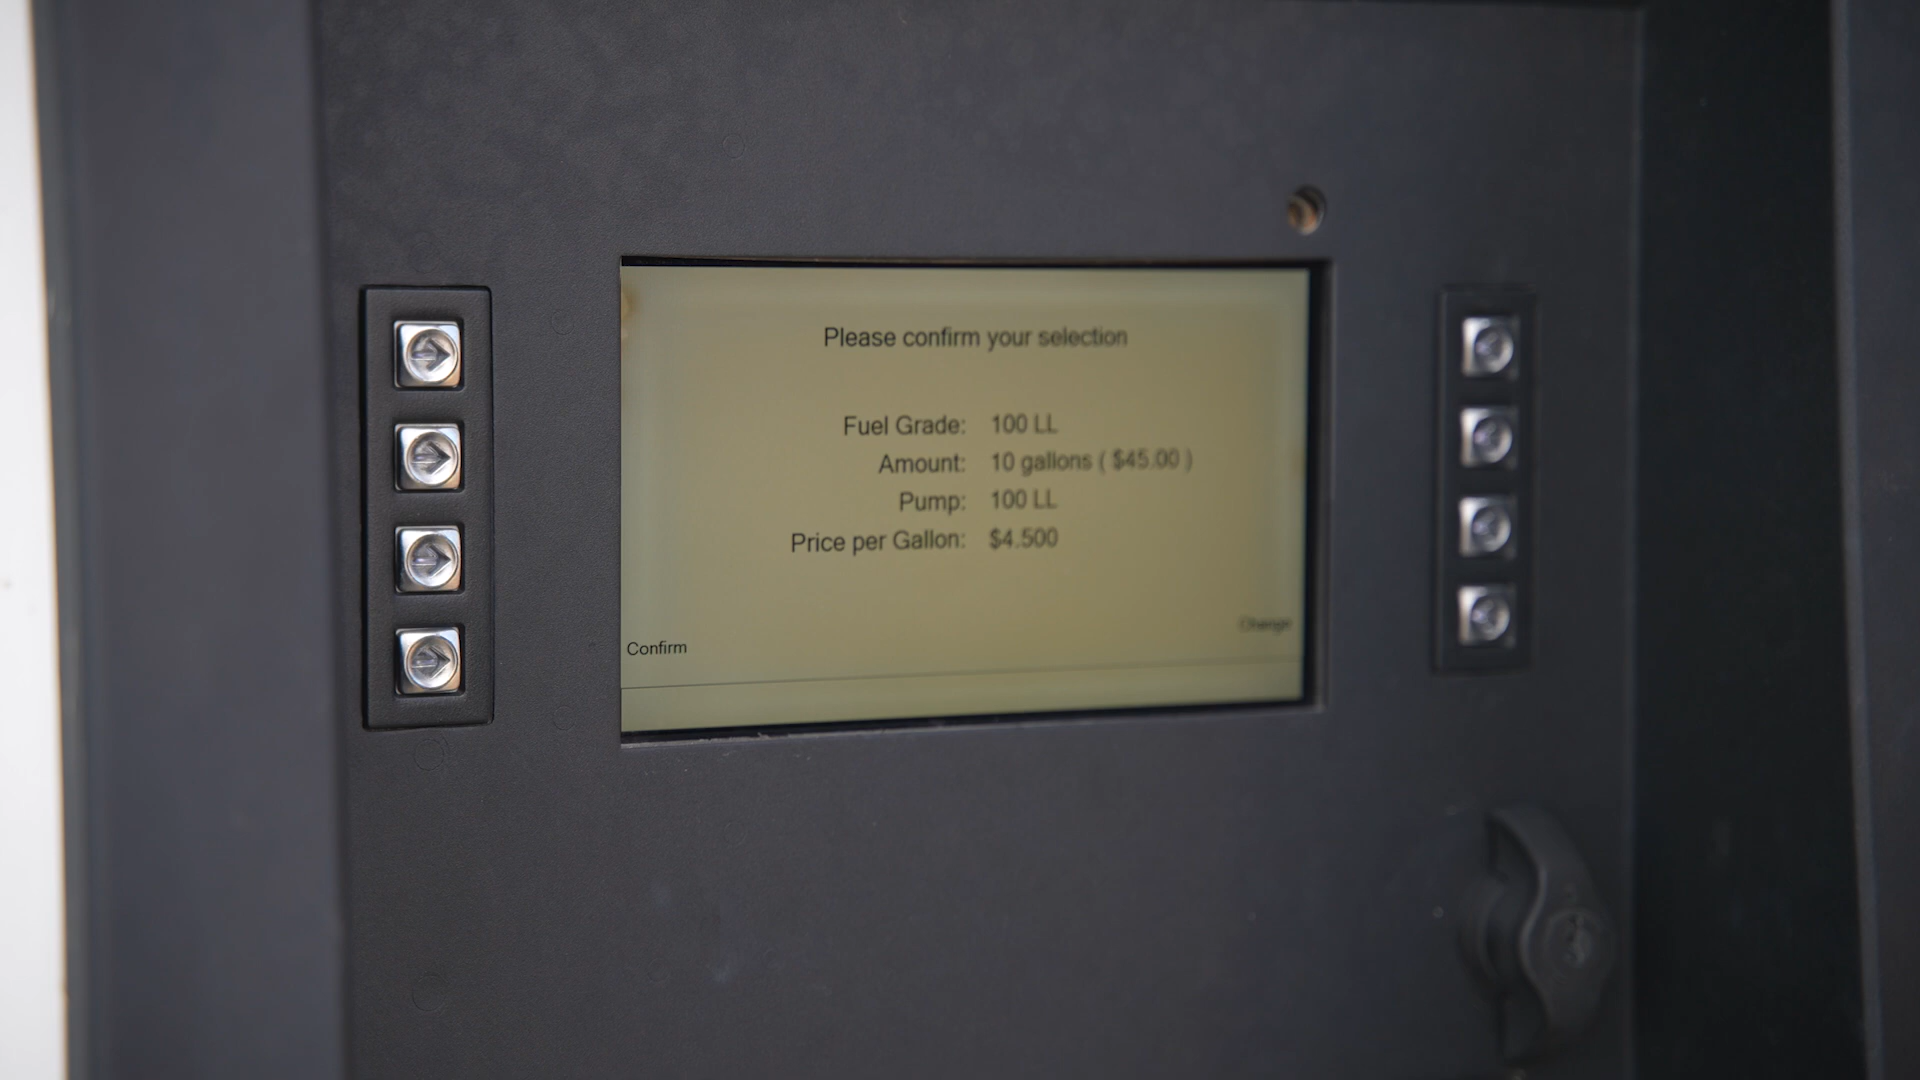 Please confirm your selection
Fuel Grade: 100 LL
Amount: 10 gallons ( $45.00 )
Pump: 100 LL
Price per Gallon: $4.500
Change
Confirm